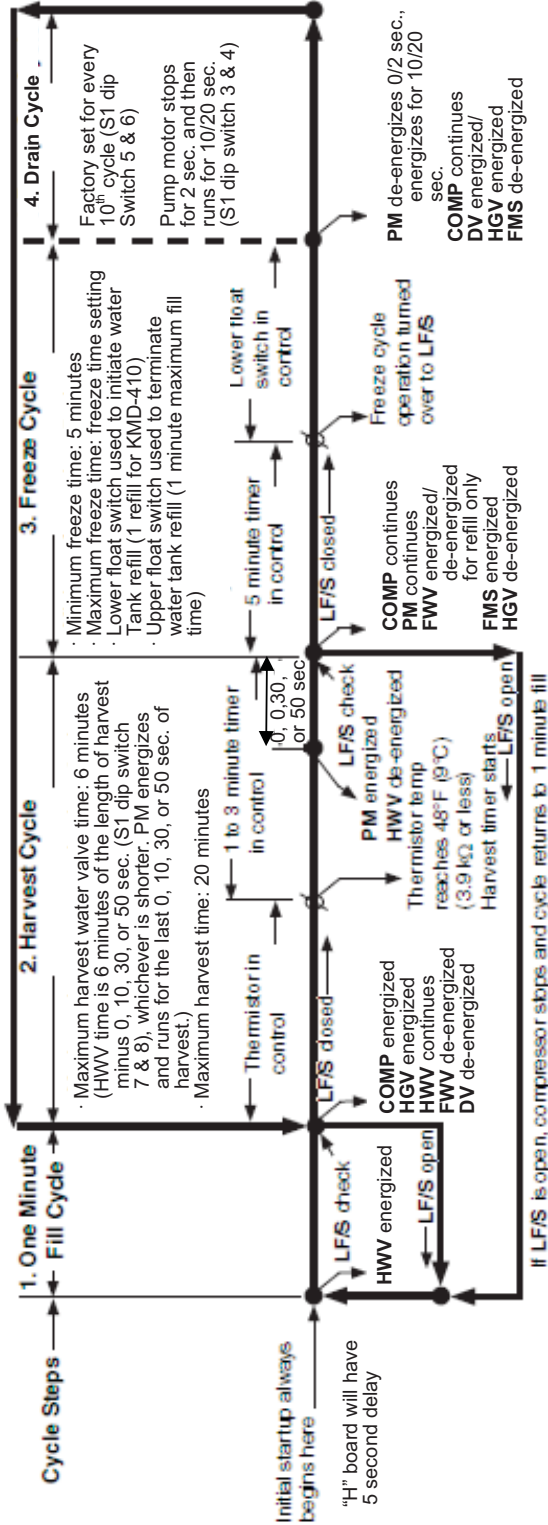 Cycle Steps
1. One Minute
Fill Cycle
2. Harvest Cycle
3. Freeze Cycle
4. Drain Cycle
· Maximum harvest water valve time: 6 minutes
(HWV time is 6 minutes of the length of harvest
minus 0, 10, 30, or 50 sec. (S1 dip switch
7 & 8), whichever is shorter. PM energizes
and runs for the last 0, 10, 30, or 50 sec. of
harvest.)
· Maximum harvest time: 20 minutes
· Minimum freeze time: 5 minutes
· Maximum freeze time: freeze time setting
· Lower float switch used to initiate water
Tank refill (1 refill for KMD-410)
· Upper float switch used to terminate
water tank refill (1 minute maximum fill
time)
Factory set for every
10th cycle (S1 dip
Switch 5 & 6)
Pump motor stops
for 2 sec. and then
runs for 10/20 sec.
(S1 dip switch 3 & 4)
Thermistor in
control
1 to 3 minute timer
in control
0, 0,30,
or 50 sec
5 minute timer
in control
Lower float
switch in
control
Initial startup always
begins here
"H" board will have
5 second delay
LF/S check
HWV energized
LF/S open
LF/S closed
COMP energized
HGV energized
HWV continues
FWV de-energized
DV de-energized
LF/S check
PM energized
HWV de-energized
Thermistor temp
reaches 48°F (9°C)
(3.9 kΩ or less)
Harvest timer starts
LF/S open
LF/S closed
COMP continues
PM continues
FWV energized/
de-energized
for refill only
FMS energized
HGV de-energized
Freeze cycle
operation turned
over to LF/S
PM de-energizes 0/2 sec.,
energizes for 10/20
sec.
COMP continues
DV energized/
HGV energized
FMS de-energized
If LF/S is open, compressor stops and cycle returns to 1 minute fill